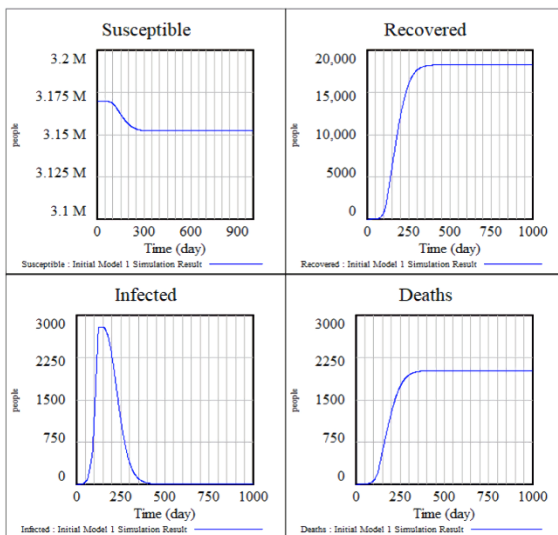 Susceptible
3.2 M
3.175 M
3.15 M
3.125 M
3.1 M
people
0 300 600 900
Time (day)
Susceptible : Initial Model 1 Simulation Result
Recovered
20,000
15,000
10,000
5000
0
people
0 250 500 750 1000
Time (day)
Recovered : Initial Model 1 Simulation Result
Infected
3000
2250
1500
750
0
people
0 250 500 750 1000
Time (day)
Infected : Initial Model 1 Simulation Result
Deaths
3000
2250
1500
750
0
people
0 250 500 750 1000
Time (day)
Deaths : Initial Model 1 Simulation Result